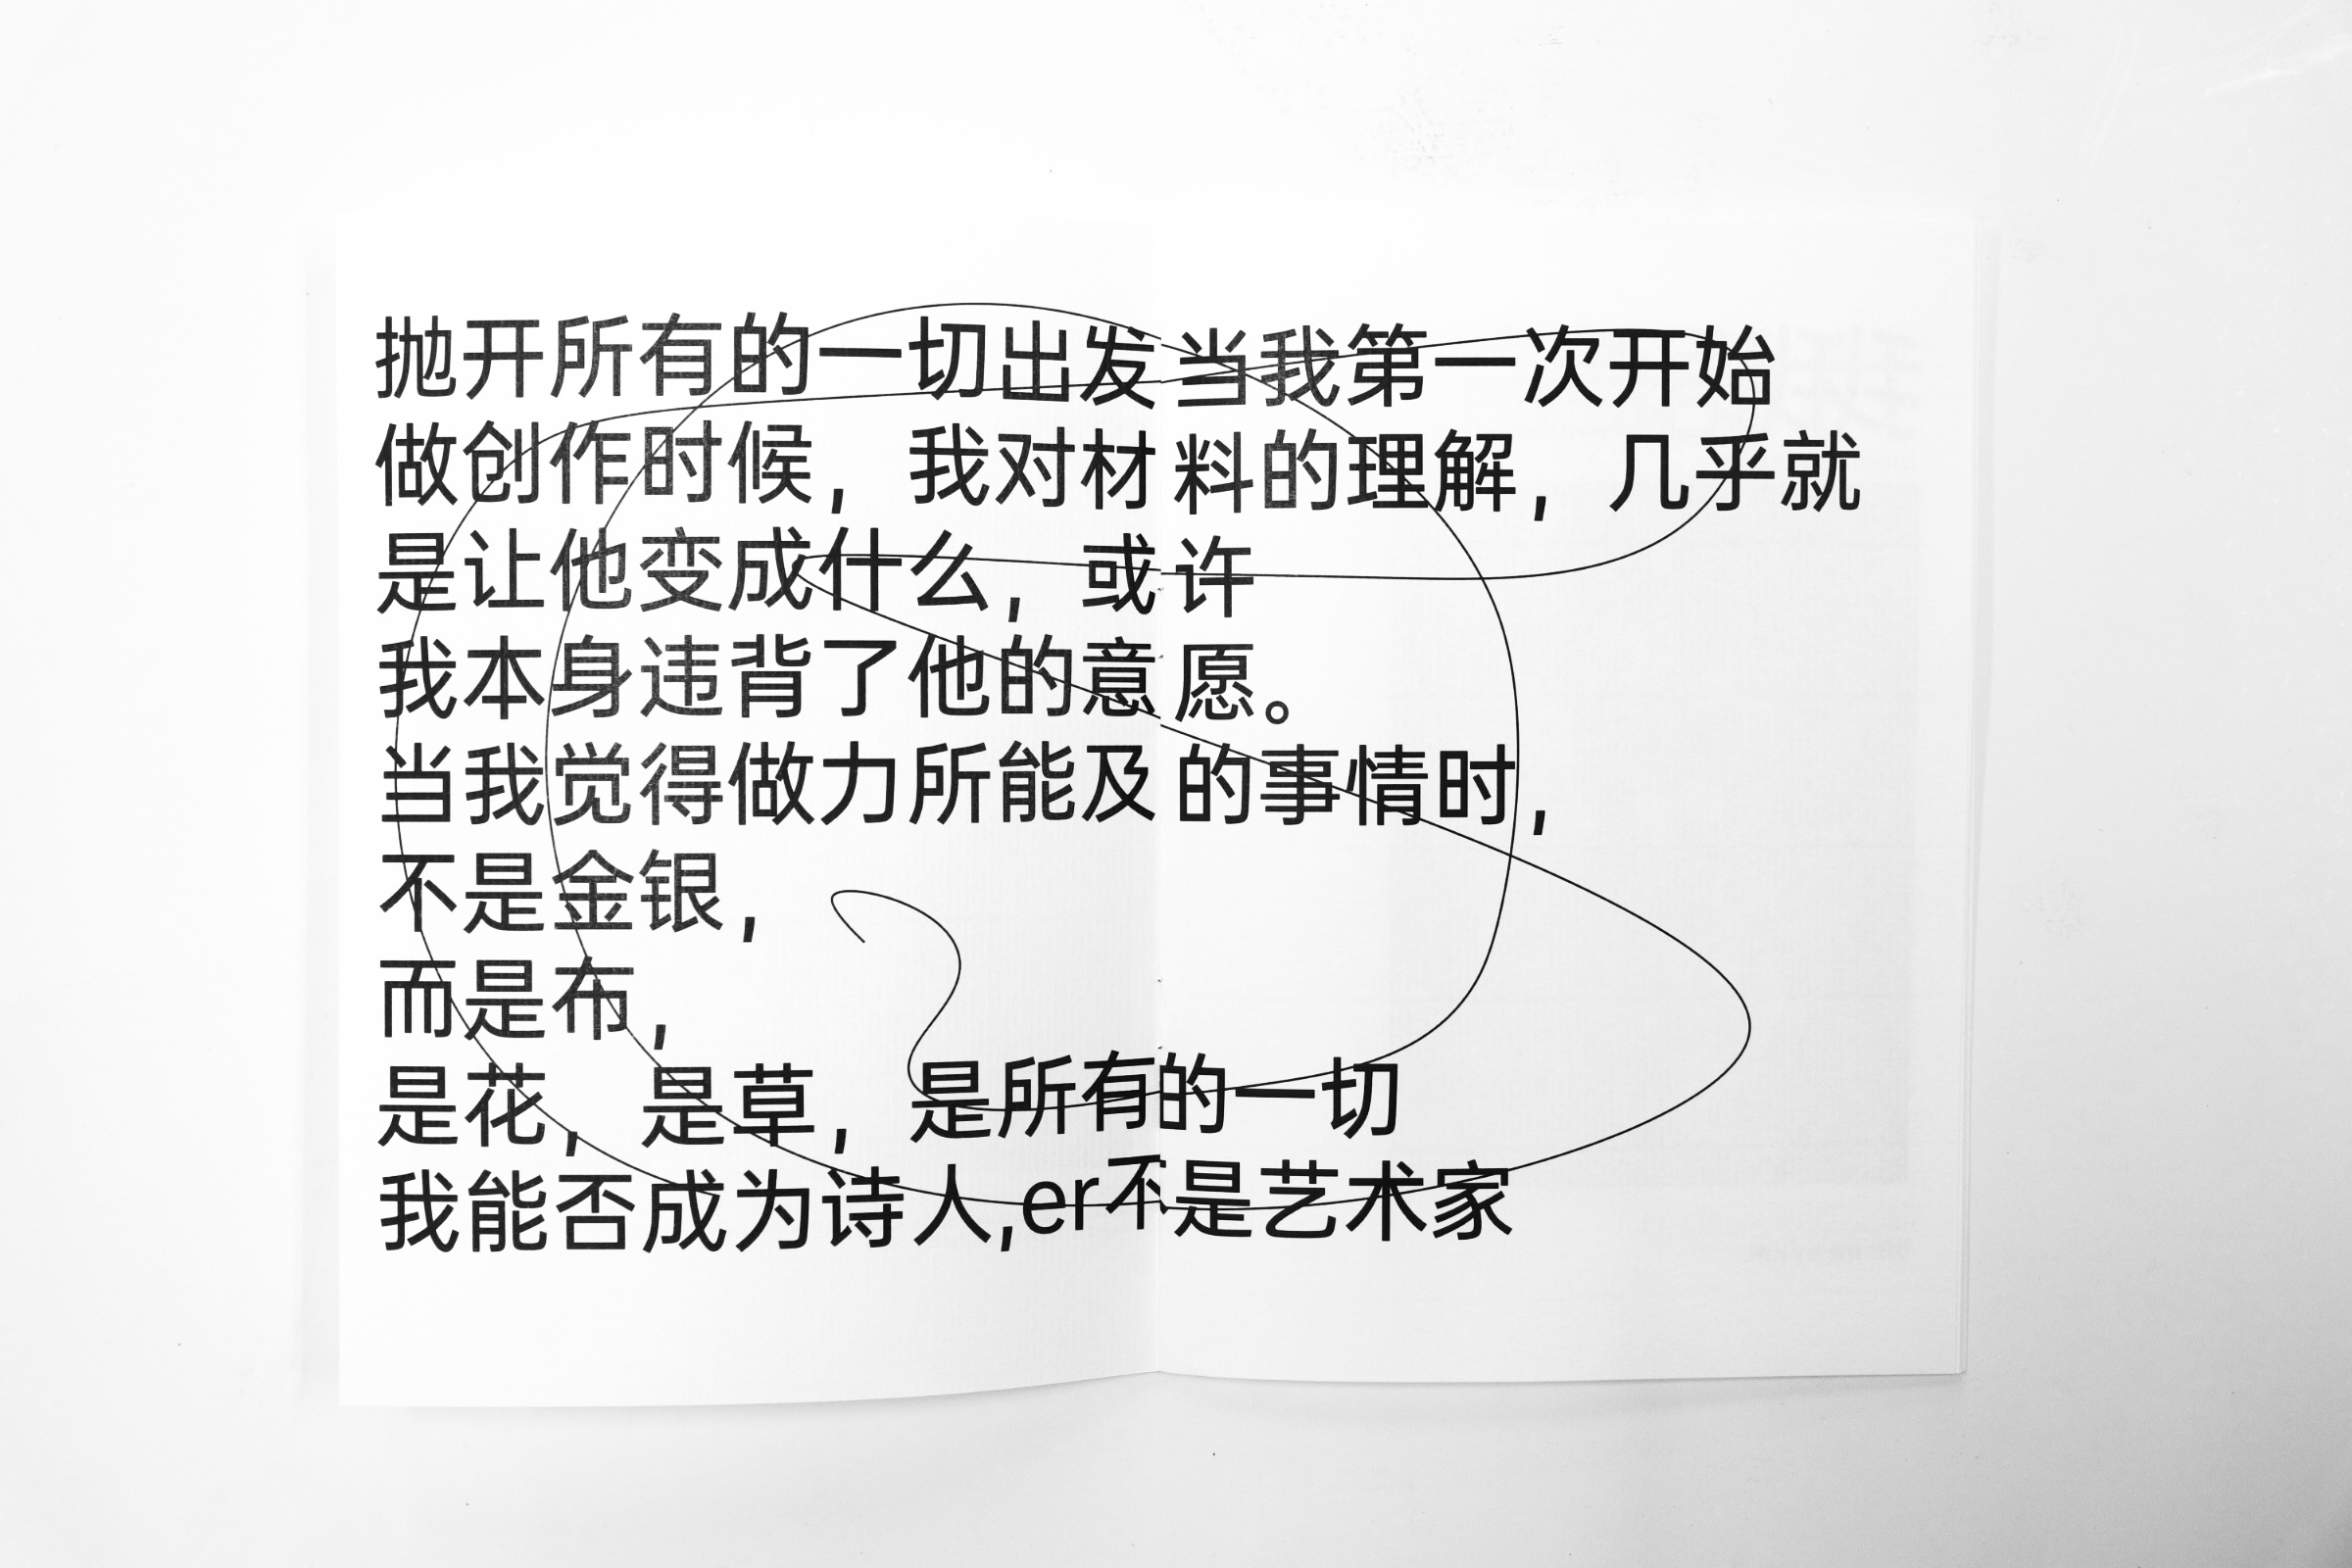 抛开所有的一切出发当我第一次开始
做创作时候，我对材料的理解，几乎就
是让他变成什么，或许
我本身违背了他的意愿。
当我觉得做力所能及的事情时，
不是金银，
而是布，
是花，是草，是所有的一切
我能否成为诗人,er不是艺术家